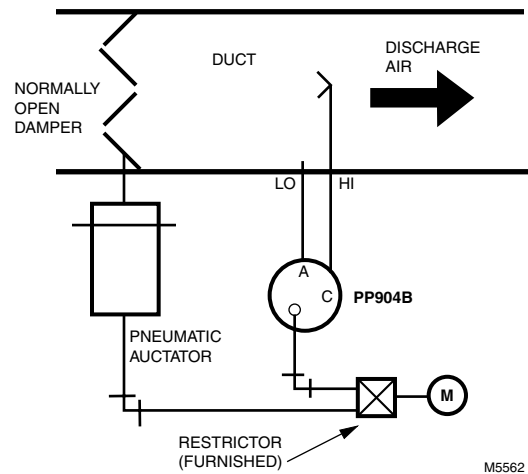 DUCT
DISCHARGE
AIR
NORMALLY
OPEN
DAMPER
LO
HI
A
C
PP904B
PNEUMATIC
AUCTATOR
M
RESTRICTOR
(FURNISHED)
M5562